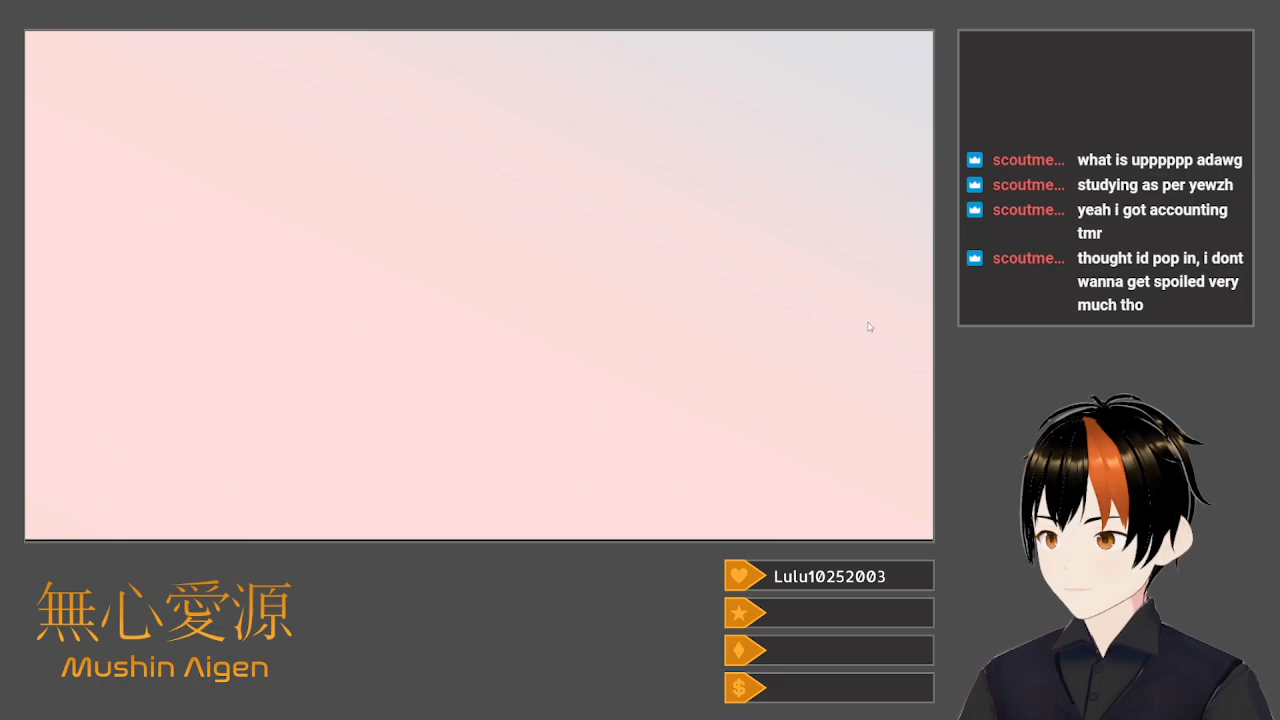 scoutme... what is upppppp adawg
scoutme... studying as per yewzh
scoutme... yeah i got accounting
tmr
scoutme... thought id pop in, i dont
wanna get spoiled very
much tho
Lulu10252003
$
無心愛源
Mushin Aigen